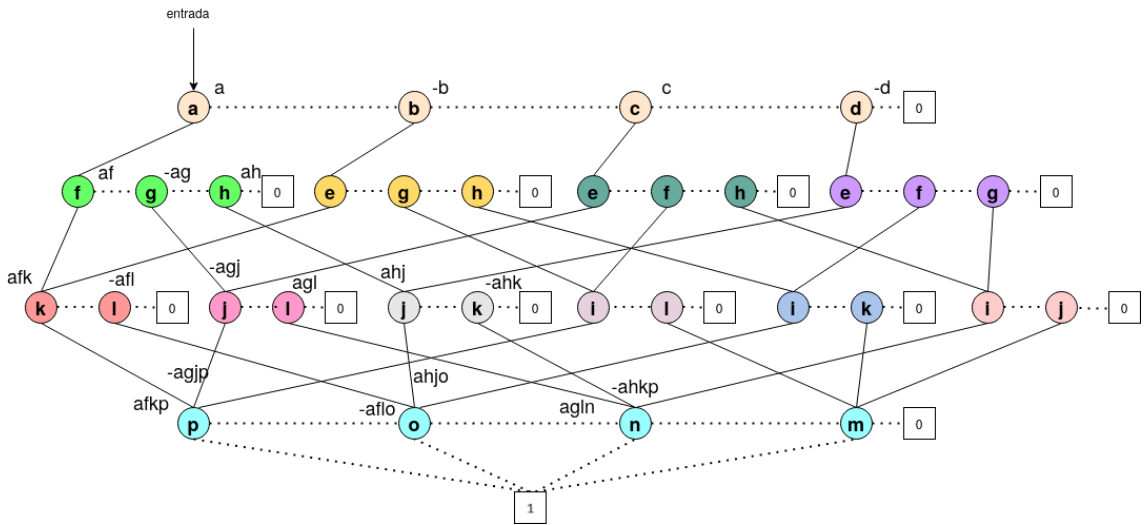 entrada
a -b c -d
a b c d 0
af -ag ah
f g h 0 e g h 0 e f h 0 e f g 0
afk -afl -agj agl ahj -ahk
k l 0 j l 0 j k 0 i l 0 i k 0 i j 0
-agjp ahjo -ahkp
afkp -aflo agln
p o n m 0
1